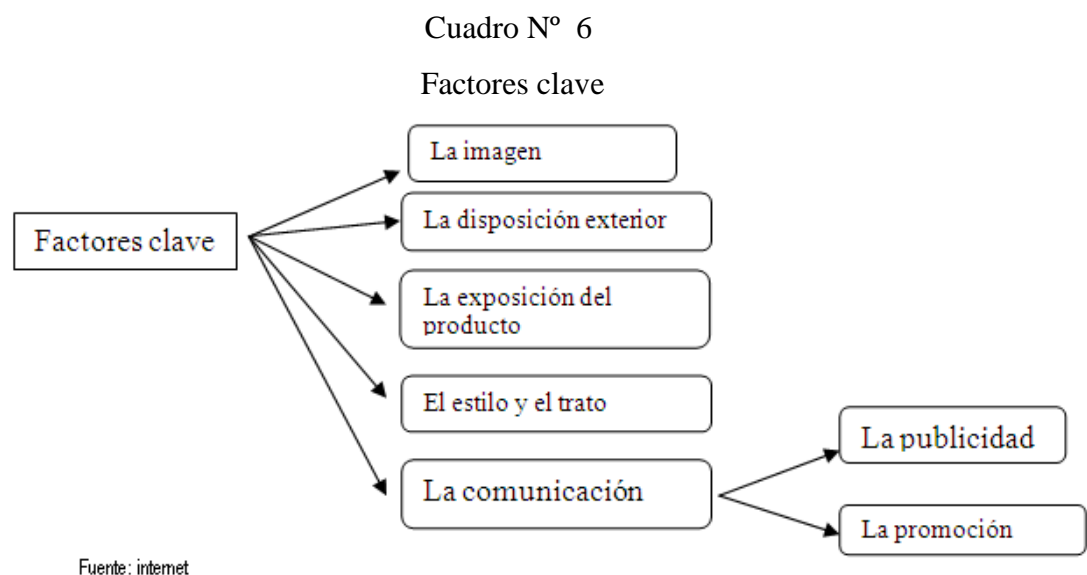 Cuadro Nº 6
Factores clave
Factores clave
La imagen
La disposición exterior
La exposición del
producto
El estilo y el trato
La comunicación
La publicidad
La promoción
Fuente: internet